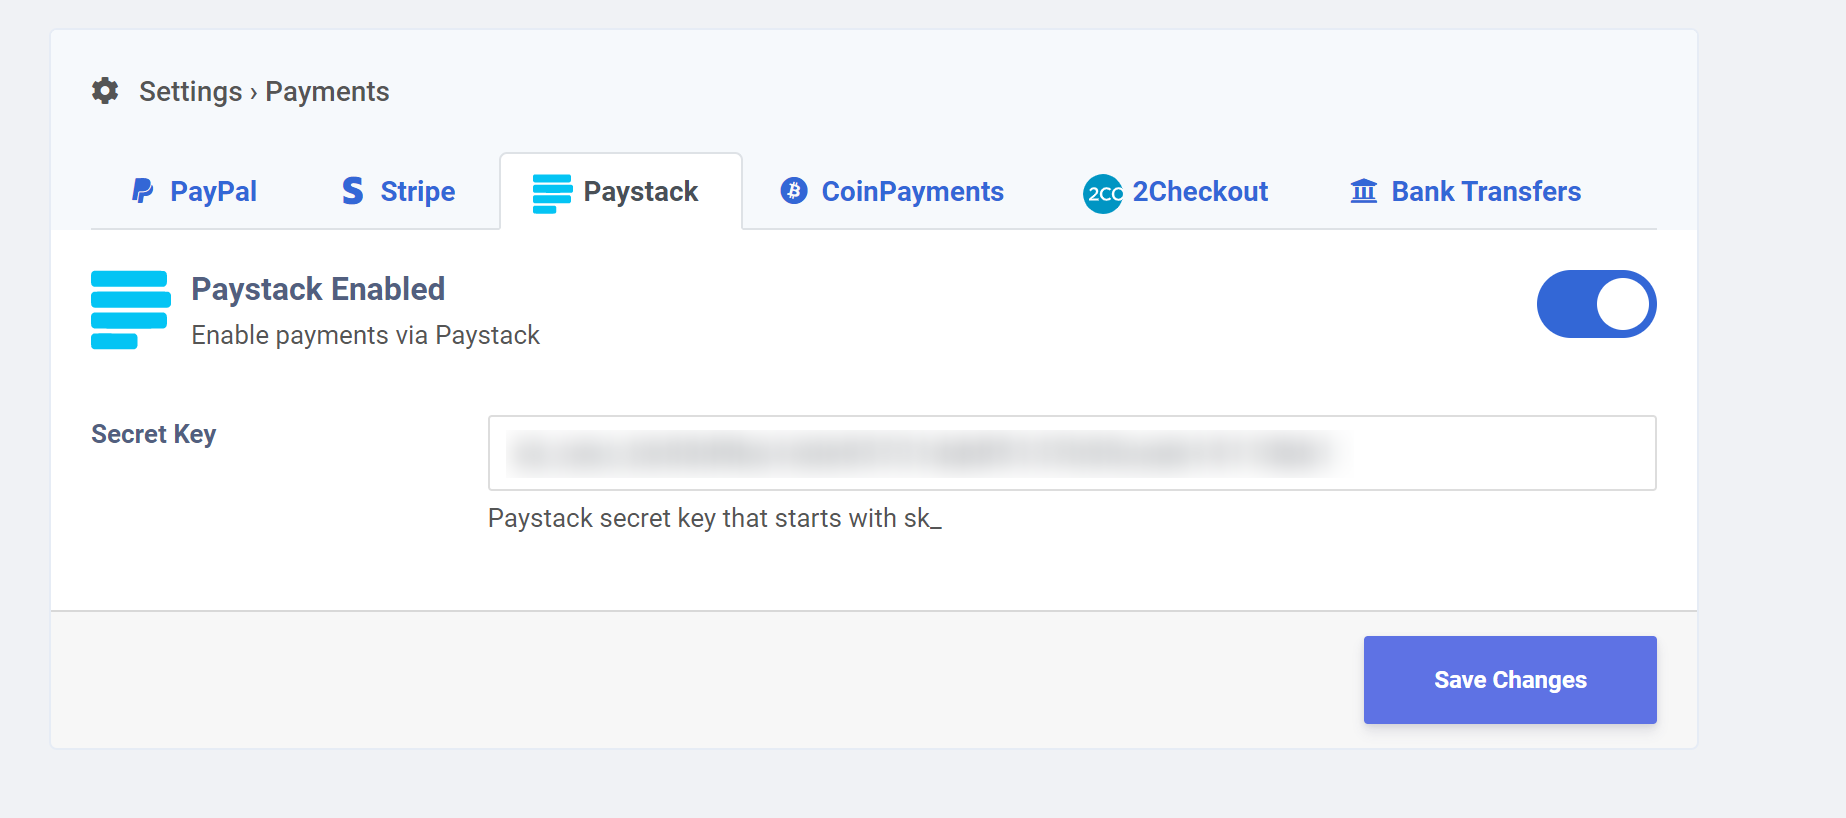 Settings › Payments
PayPal
Stripe
Paystack
CoinPayments
2CO 2Checkout
Bank Transfers
Paystack Enabled
Enable payments via Paystack
Secret Key
Paystack secret key that starts with sk_
Save Changes